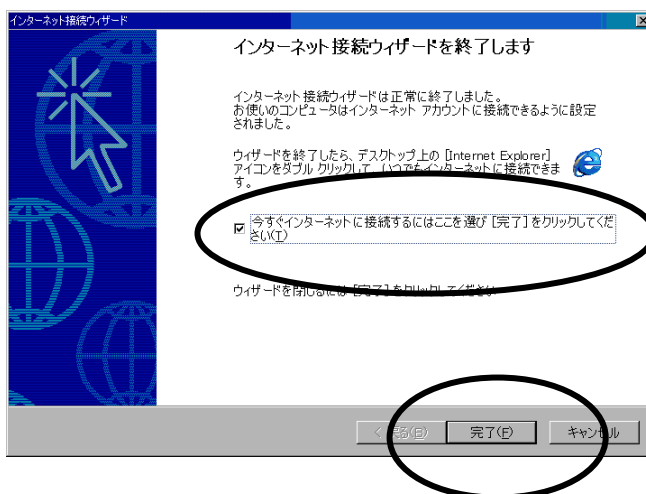 インターネット接続ウィザード
インターネット接続ウィザードを終了します
インターネット接続ウィザードは正常に終了しました。
お使いのコンピュータはインターネット アカウントに接続できるように設定
されました。
ウィザードを終了したら、デスクトップ上の [Internet Explorer]
アイコンをダブル クリックして、いつでもインターネットに接続できま
す。
今すぐインターネットに接続するにはここを選び [完了] をクリックしてくだ
さい(T)
ウィザードを閉じるには [完了] をクリックしてください
< 戻る(B)
完了(F)
キャンセル